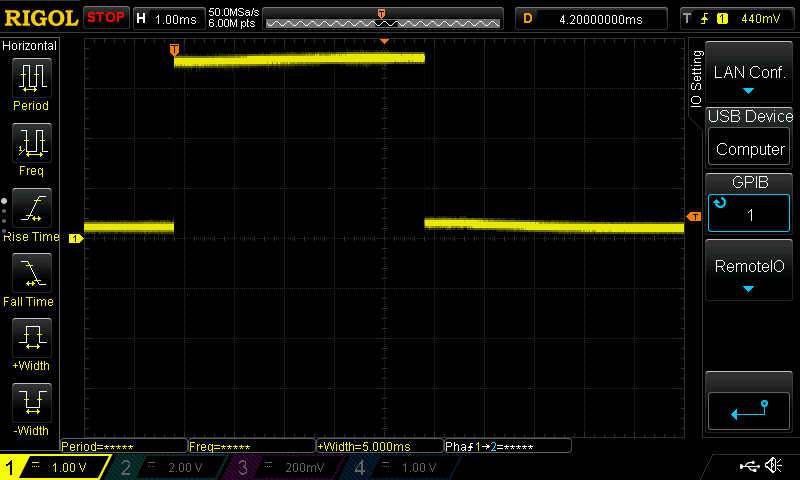 RIGOL STOP H 1.00ms 50.0MSa/s 6.00M pts T D 4.20000000ms T 1 440mV
Horizontal
Period
Freq
Rise Time
Fall Time
+Width
-Width
T
1
T
IO Setting
LAN Conf.
USB Device
Computer
GPIB
1
RemoteIO
Period=***** Freq=***** +Width=5.000ms Pha 1→2=*****
1 = 1.00 V 2 = 2.00 V 3 = 200mV 4 = 1.00 V